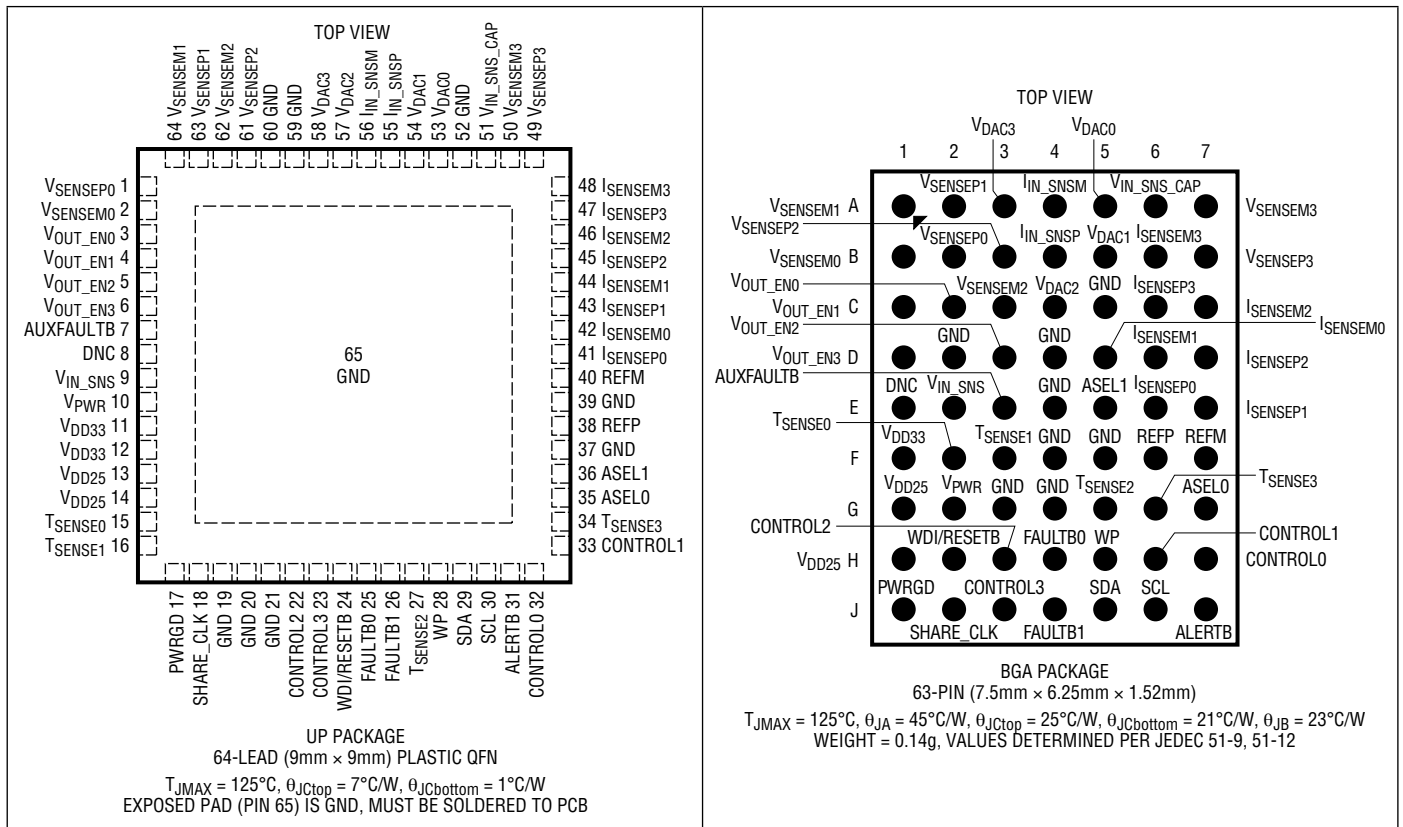 TOP VIEW
64 VSENSEM1
63 VSENSEP1
62 VSENSEM2
61 VSENSEP2
60 GND
59 GND
58 VDAC3
57 VDAC2
56 IIN_SNSM
55 IIN_SNSP
54 VDAC1
53 VDAC0
52 GND
51 VIN_SNS_CAP
50 VSENSEM3
49 VSENSEP3
VSENSEP0 1
VSENSEM0 2
VOUT_EN0 3
VOUT_EN1 4
VOUT_EN2 5
VOUT_EN3 6
AUXFAULTB 7
DNC 8
VIN_SNS 9
VPWR 10
VDD33 11
VDD33 12
VDD25 13
VDD25 14
TSENSE0 15
TSENSE1 16
65
GND
48 ISENSEM3
47 ISENSEP3
46 ISENSEM2
45 ISENSEP2
44 ISENSEM1
43 ISENSEP1
42 ISENSEM0
41 ISENSEP0
40 REFM
39 GND
38 REFP
37 GND
36 ASEL1
35 ASEL0
34 TSENSE3
33 CONTROL1
PWRGD 17
SHARE_CLK 18
GND 19
GND 20
GND 21
CONTROL2 22
CONTROL3 23
WDI/RESETB 24
FAULTB0 25
FAULTB1 26
TSENSE2 27
WP 28
SDA 29
SCL 30
ALERTB 31
CONTROL0 32
UP PACKAGE
64-LEAD (9mm × 9mm) PLASTIC QFN
TJMAX = 125°C, θJCtop = 7°C/W, θJCbottom = 1°C/W
EXPOSED PAD (PIN 65) IS GND, MUST BE SOLDERED TO PCB
TOP VIEW
VDAC3 VDAC0
1 2 3 4 5 6 7
VSENSEP1 IIN_SNSM VIN_SNS_CAP
VSENSEM1 A VSENSEM3
VSENSEP2
VSENSEP0 IIN_SNSP VDAC1 ISENSEM3
VSENSEM0 B VSENSEP3
VOUT_EN0 VSENSEM2 VDAC2 GND ISENSEP3
VOUT_EN1 C ISENSEM2
VOUT_EN2 ISENSEM0
GND GND ISENSEM1
VOUT_EN3 D ISENSEP2
AUXFAULTB
DNC VIN_SNS GND ASEL1 ISENSEP0
E ISENSEP1
TSENSE0
VDD33 TSENSE1 GND GND REFP REFM
F
VDD25 VPWR GND GND TSENSE2 TSENSE3 ASEL0
G
CONTROL2 WDI/RESETB FAULTB0 WP CONTROL1
VDD25 H CONTROL0
PWRGD CONTROL3 SDA SCL
J
SHARE_CLK FAULTB1 ALERTB
BGA PACKAGE
63-PIN (7.5mm × 6.25mm × 1.52mm)
TJMAX = 125°C, θJA = 45°C/W, θJCtop = 25°C/W, θJCbottom = 21°C/W, θJB = 23°C/W
WEIGHT = 0.14g, VALUES DETERMINED PER JEDEC 51-9, 51-12